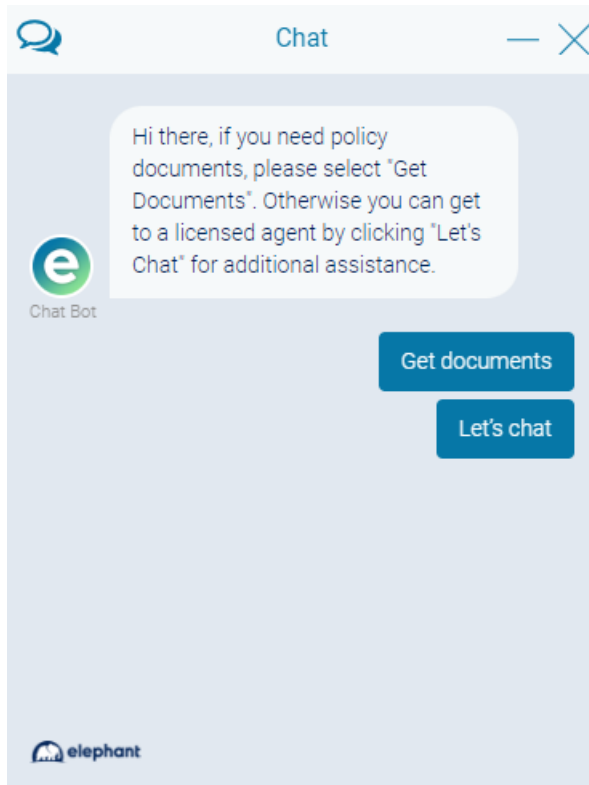 Chat
Hi there, if you need policy
documents, please select "Get
Documents". Otherwise you can get
to a licensed agent by clicking "Let's
Chat" for additional assistance.
e
Chat Bot
Get documents
Let's chat
elephant